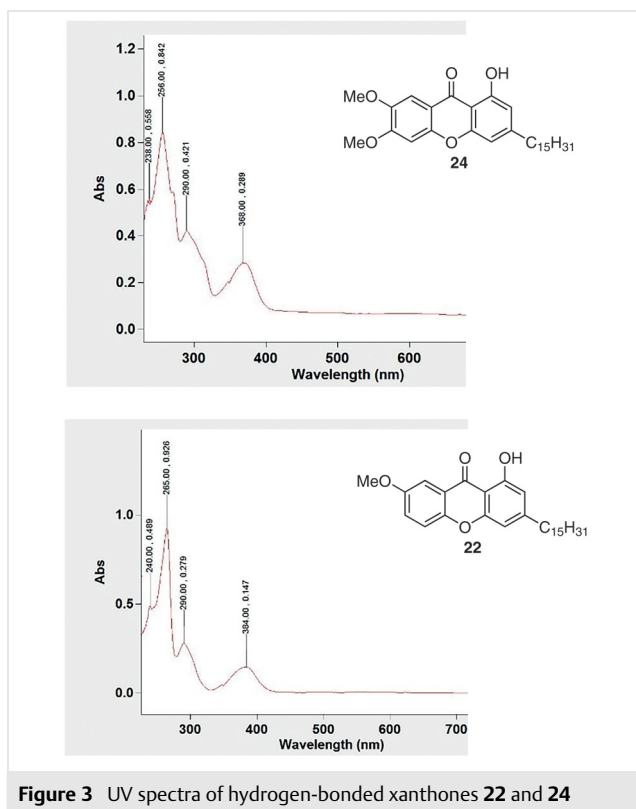 1.2
1.0
0.8
0.6
0.4
0.2
0.0
Abs
238.00 , 0.558
256.00 , 0.842
290.00 , 0.421
368.00 , 0.289
300
400
500
600
Wavelength (nm)
O
OH
MeO
MeO
O
C15H31
24
1.0
0.5
0.0
Abs
240.00 , 0.489
265.00 , 0.926
290.00 , 0.279
384.00 , 0.147
300
400
500
600
700
Wavelength (nm)
O
OH
MeO
O
C15H31
22
Figure 3 UV spectra of hydrogen-bonded xanthones 22 and 24